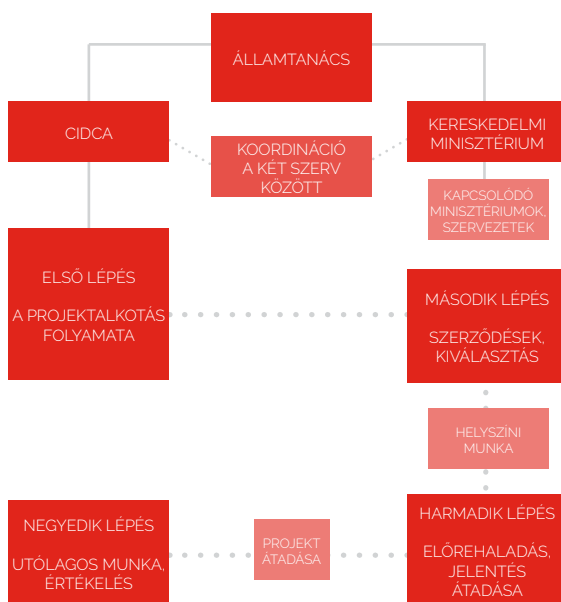 ÁLLAMTANÁCS
CIDCA
KOORDINÁCIÓ
A KÉT SZERV
KÖZÖTT
KERESKEDELMI
MINISZTÉRIUM
KAPCSOLÓDÓ
MINISZTÉRIUMOK,
SZERVEZETEK
ELSŐ LÉPÉS
A PROJEKTALKOTÁS
FOLYAMATA
MÁSODIK LÉPÉS
SZERZŐDÉSEK,
KIVÁLASZTÁS
HELYSZÍNI
MUNKA
HARMADIK LÉPÉS
ELŐREHALADÁS,
JELENTÉS
ÁTADÁSA
PROJEKT
ÁTADÁSA
NEGYEDIK LÉPÉS
UTÓLAGOS MUNKA,
ÉRTÉKELÉS